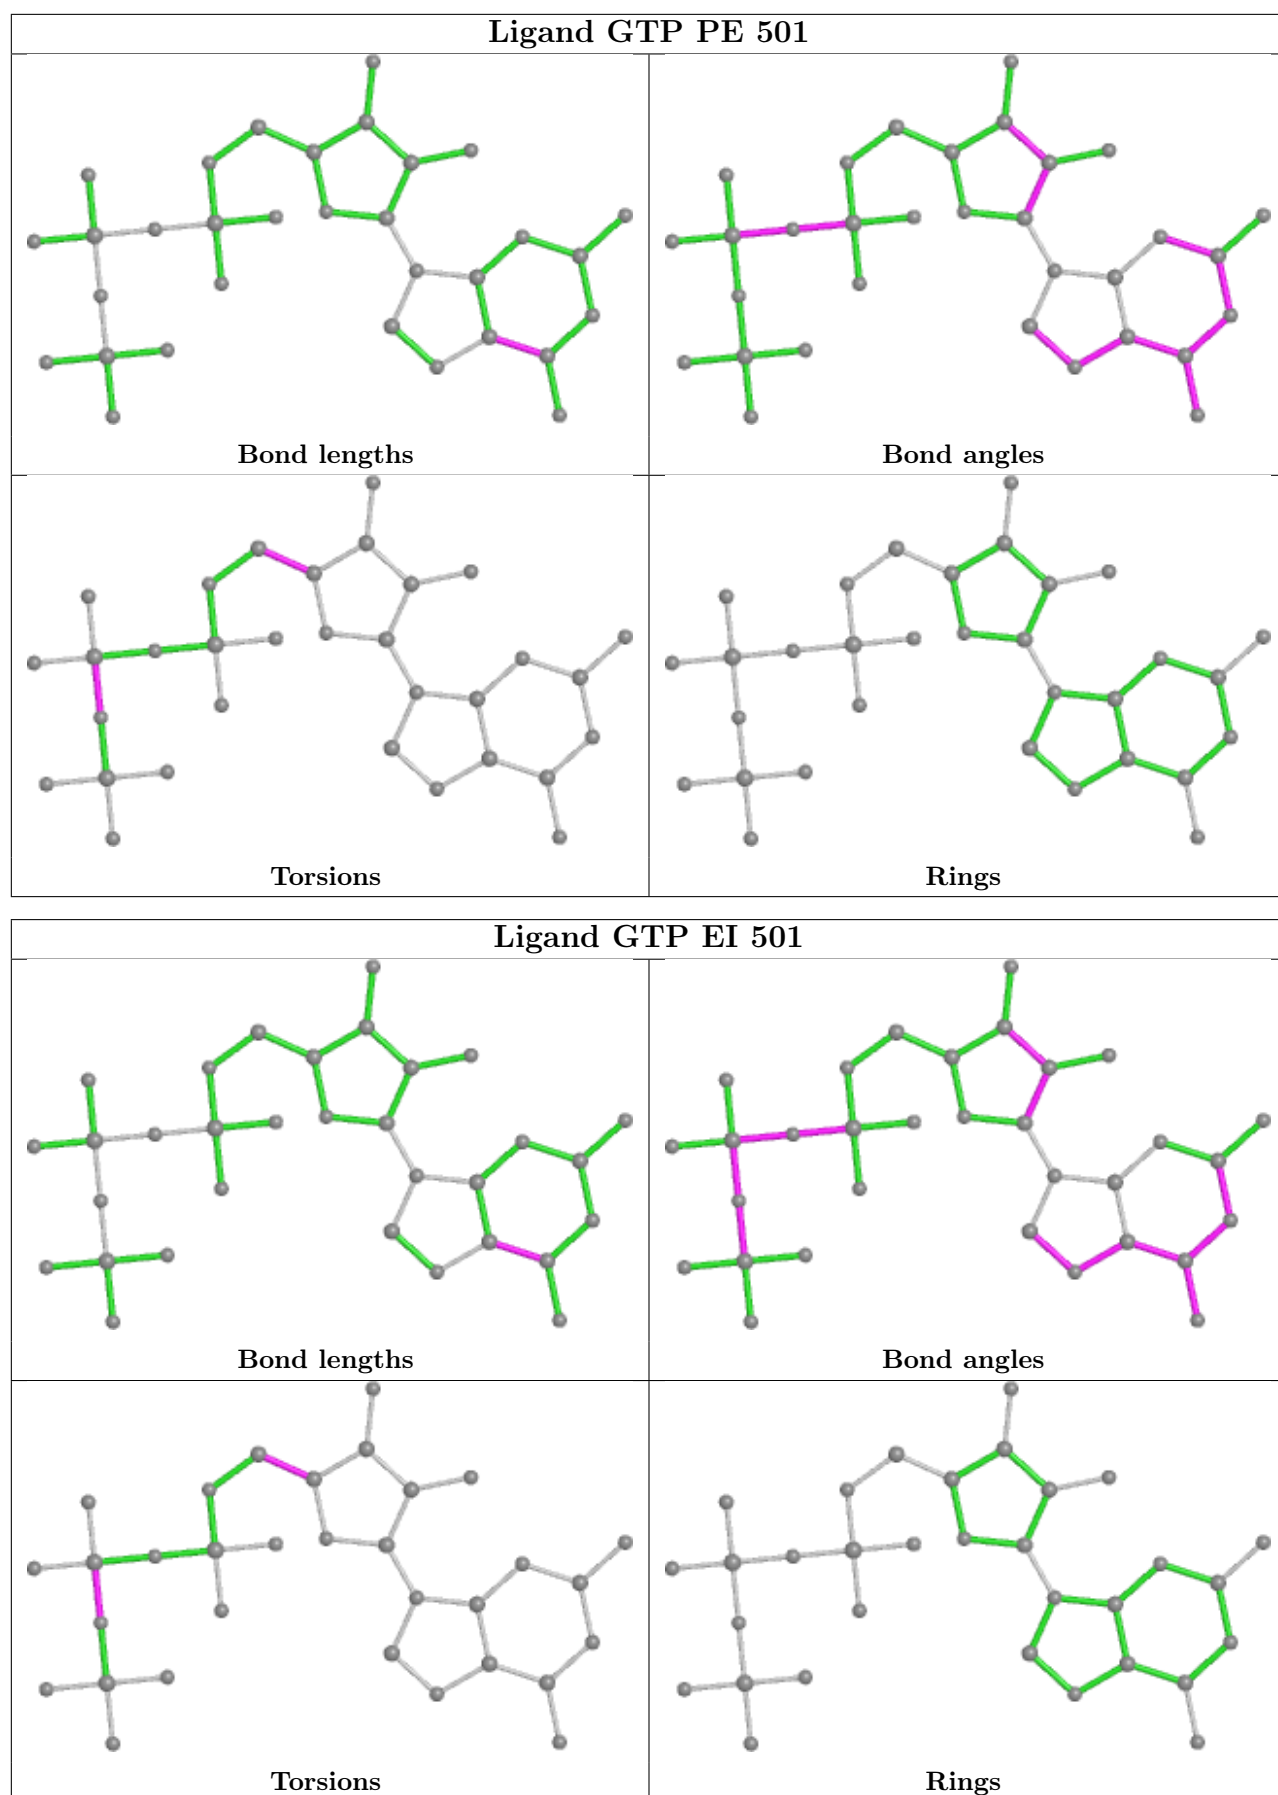 Ligand GTP PE 501
Bond lengths
Bond angles
Torsions
Rings
Ligand GTP EI 501
Bond lengths
Bond angles
Torsions
Rings